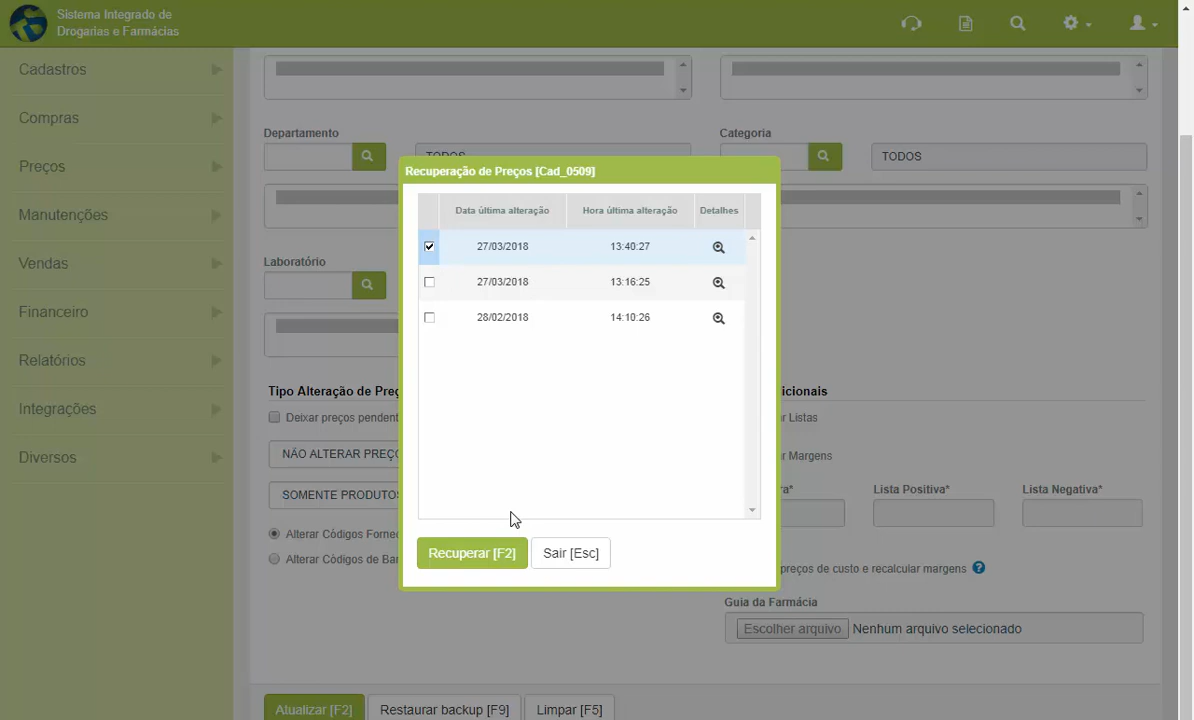 Sistema Integrado de
Drogarias e Farmácias
Cadastros
Compras
Preços
Manutenções
Vendas
Financeiro
Relatórios
Integrações
Diversos
Departamento
TODOS
Categoria
TODOS
Laboratório
Recuperação de Preços [Cad_0509]
Data última alteração Hora última alteração Detalhes
27/03/2018 13:40:27
27/03/2018 13:16:25
28/02/2018 14:10:26
Recuperar [F2] Sair [Esc]
Tipo Alteração de Preç
Deixar preços pendent
NÃO ALTERAR PREÇO
SOMENTE PRODUTOS
Alterar Códigos Forne
Alterar Códigos de Bar
icionais
ar Listas
ar Margens
ra* Lista Positiva* Lista Negativa*
preços de custo e recalcular margens
Guia da Farmácia
Escolher arquivo Nenhum arquivo selecionado
Atualizar [F2] Restaurar backup [F9] Limpar [F5]